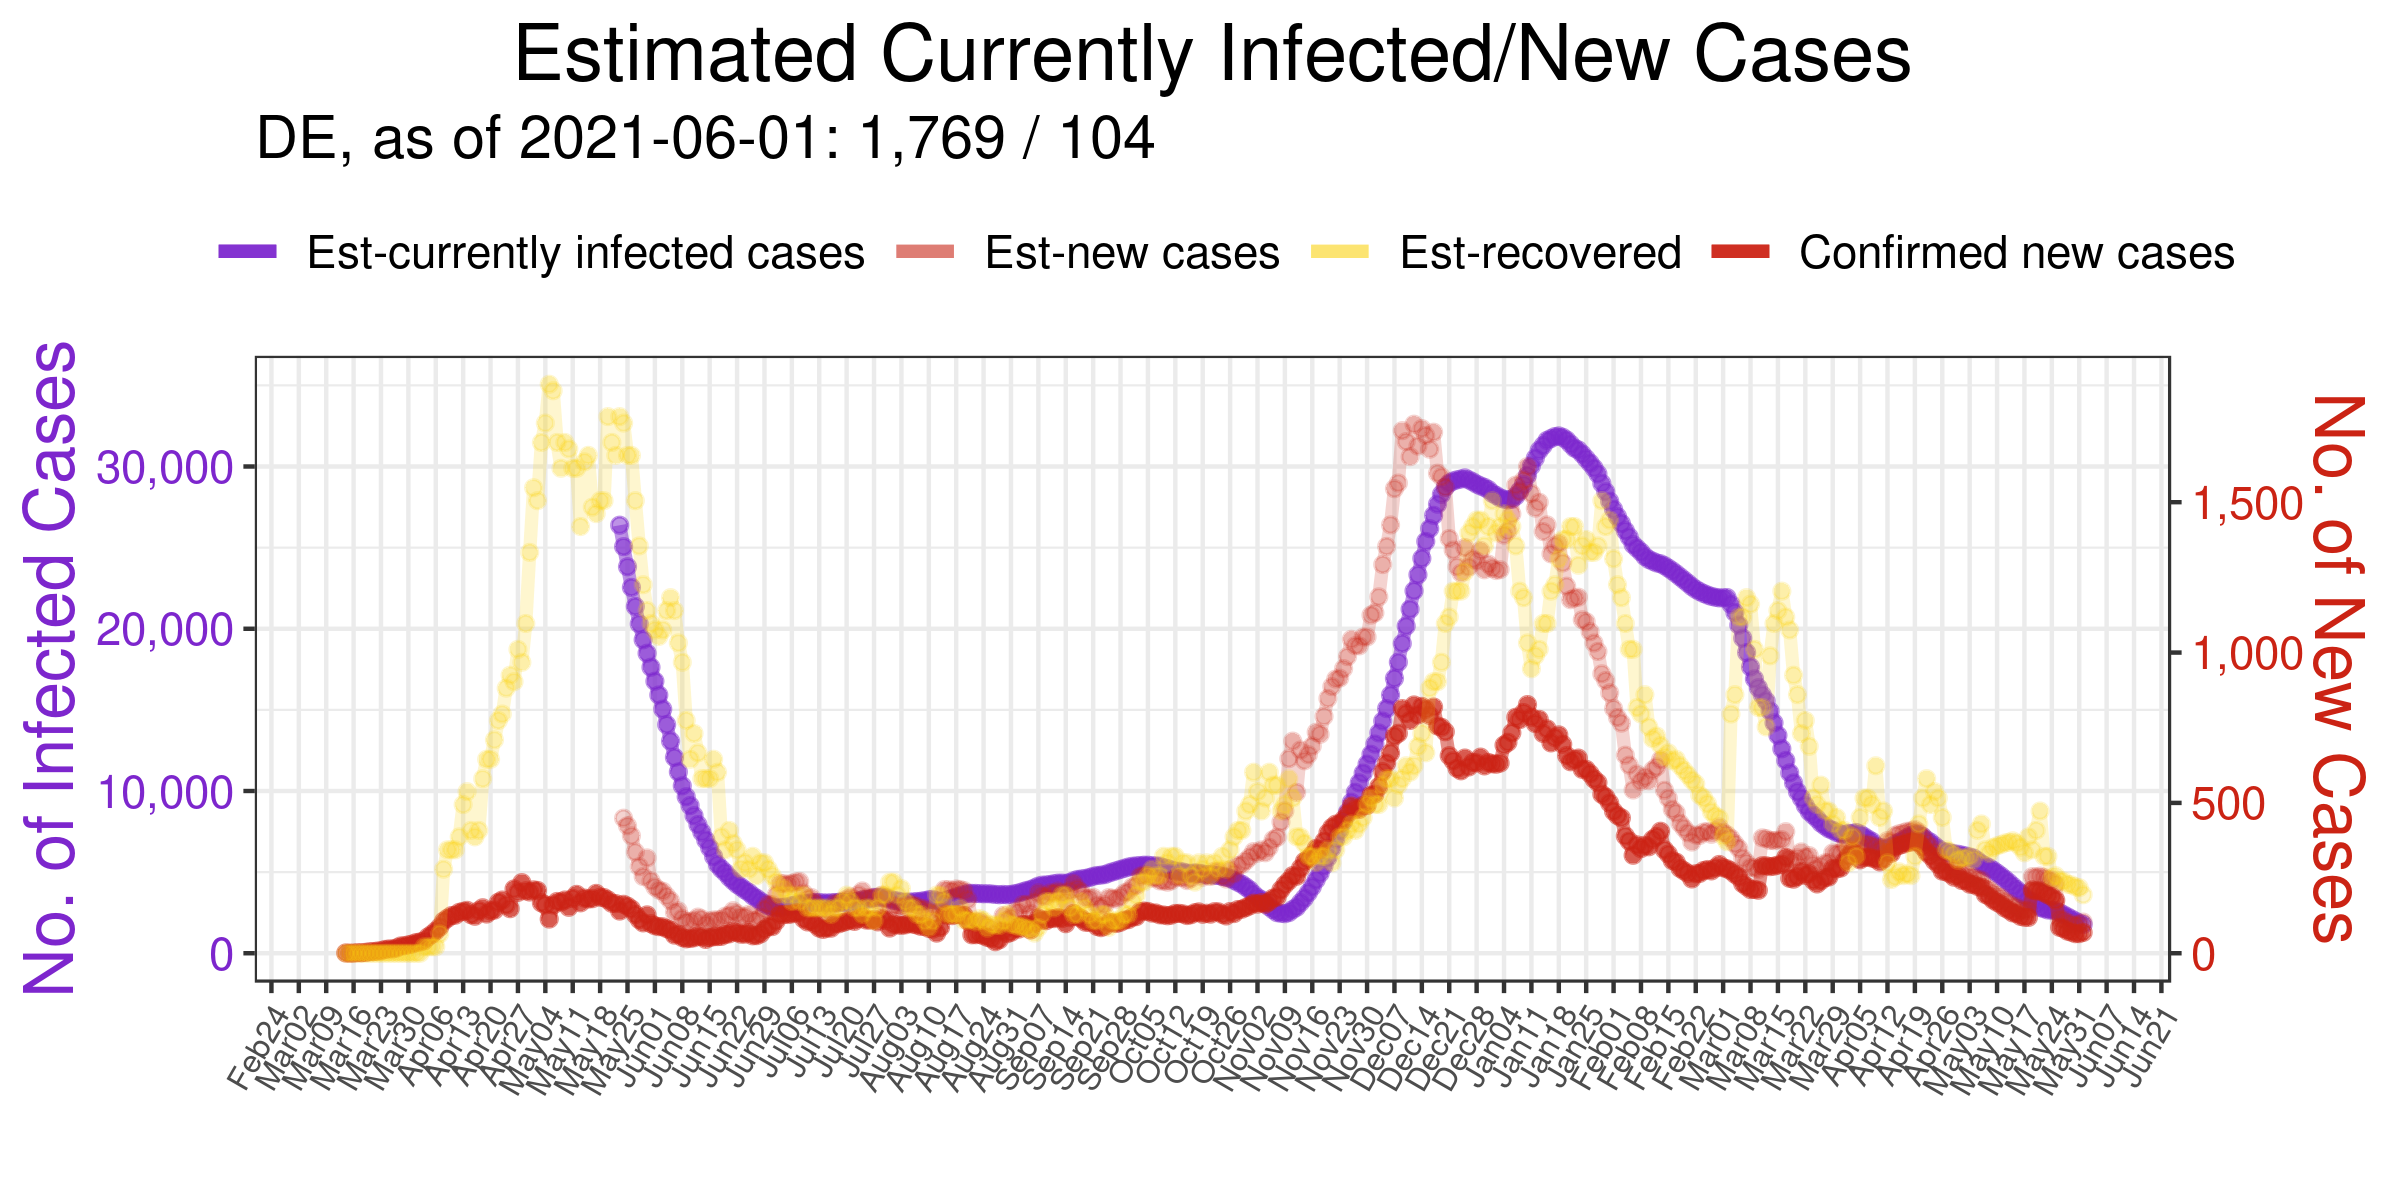 Estimated Currently Infected/New Cases
DE, as of 2021-06-01: 1,769 / 104
Est-currently infected cases
Est-new cases
Est-recovered
Confirmed new cases
No. of Infected Cases
30,000
20,000
10,000
0
1,500
1,000
500
0
No. of New Cases
Feb24
Mar02
Mar09
Mar16
Mar23
Mar30
Apr06
Apr13
Apr20
Apr27
May04
May11
May18
May25
Jun01
Jun08
Jun15
Jun22
Jun29
Jul06
Jul13
Jul20
Jul27
Aug03
Aug10
Aug17
Aug24
Aug31
Sep07
Sep14
Sep21
Sep28
Oct05
Oct12
Oct19
Oct26
Nov02
Nov09
Nov16
Nov23
Nov30
Dec07
Dec14
Dec21
Dec28
Jan04
Jan11
Jan18
Jan25
Feb01
Feb08
Feb15
Feb22
Mar01
Mar08
Mar15
Mar22
Mar29
Apr05
Apr12
Apr19
Apr26
May03
May10
May17
May24
May31
Jun07
Jun14
Jun21